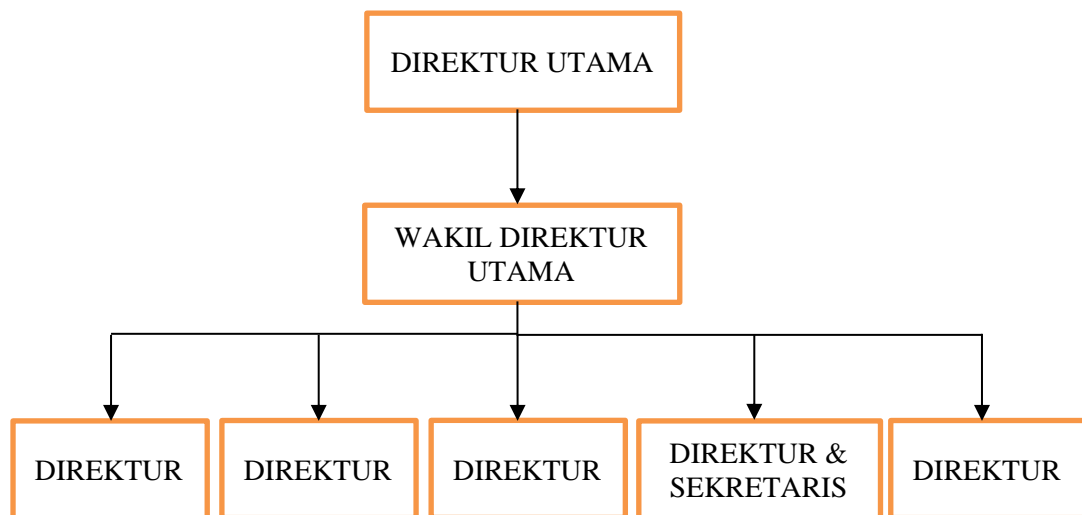 DIREKTUR UTAMA
WAKIL DIREKTUR
UTAMA
DIREKTUR
DIREKTUR
DIREKTUR
DIREKTUR &
SEKRETARIS
DIREKTUR